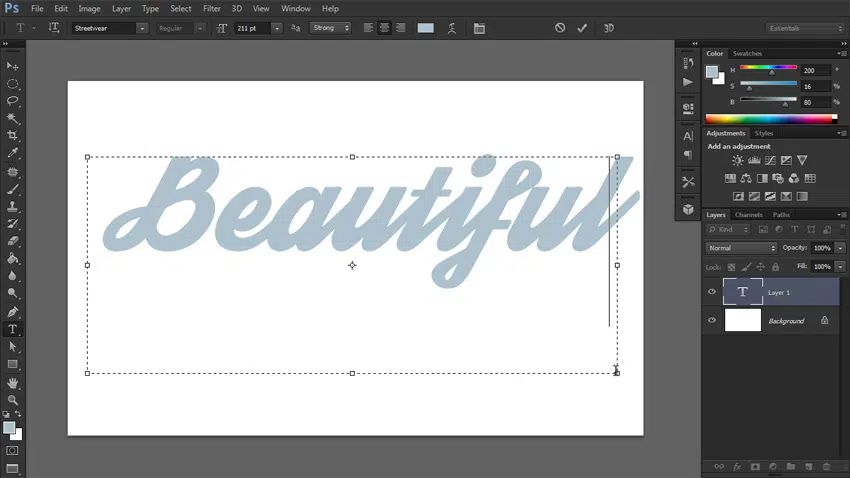 Ps File Edit Image Layer Type Select Filter 3D View Window Help
T Streetwear Regular 211 pt aa Strong 3D Essentials
Color Swatches
H 200 °
S 16 %
B 80 %
Adjustments Styles
Add an adjustment
Layers Channels Paths
Kind
Normal Opacity: 100%
Lock: Fill: 100%
T Layer 1
Background
Beautiful